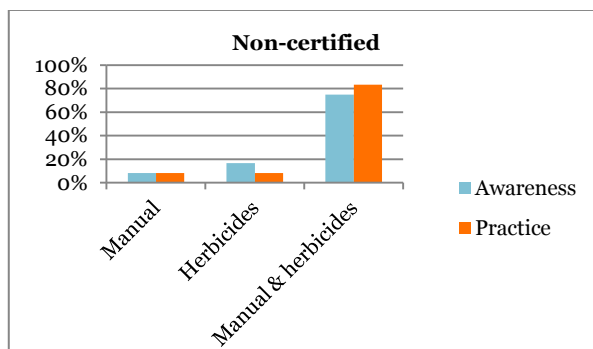 Non-certified
100%
80%
60%
40%
20%
0%
Manual
Herbicides
Manual & herbicides
Awareness
Practice